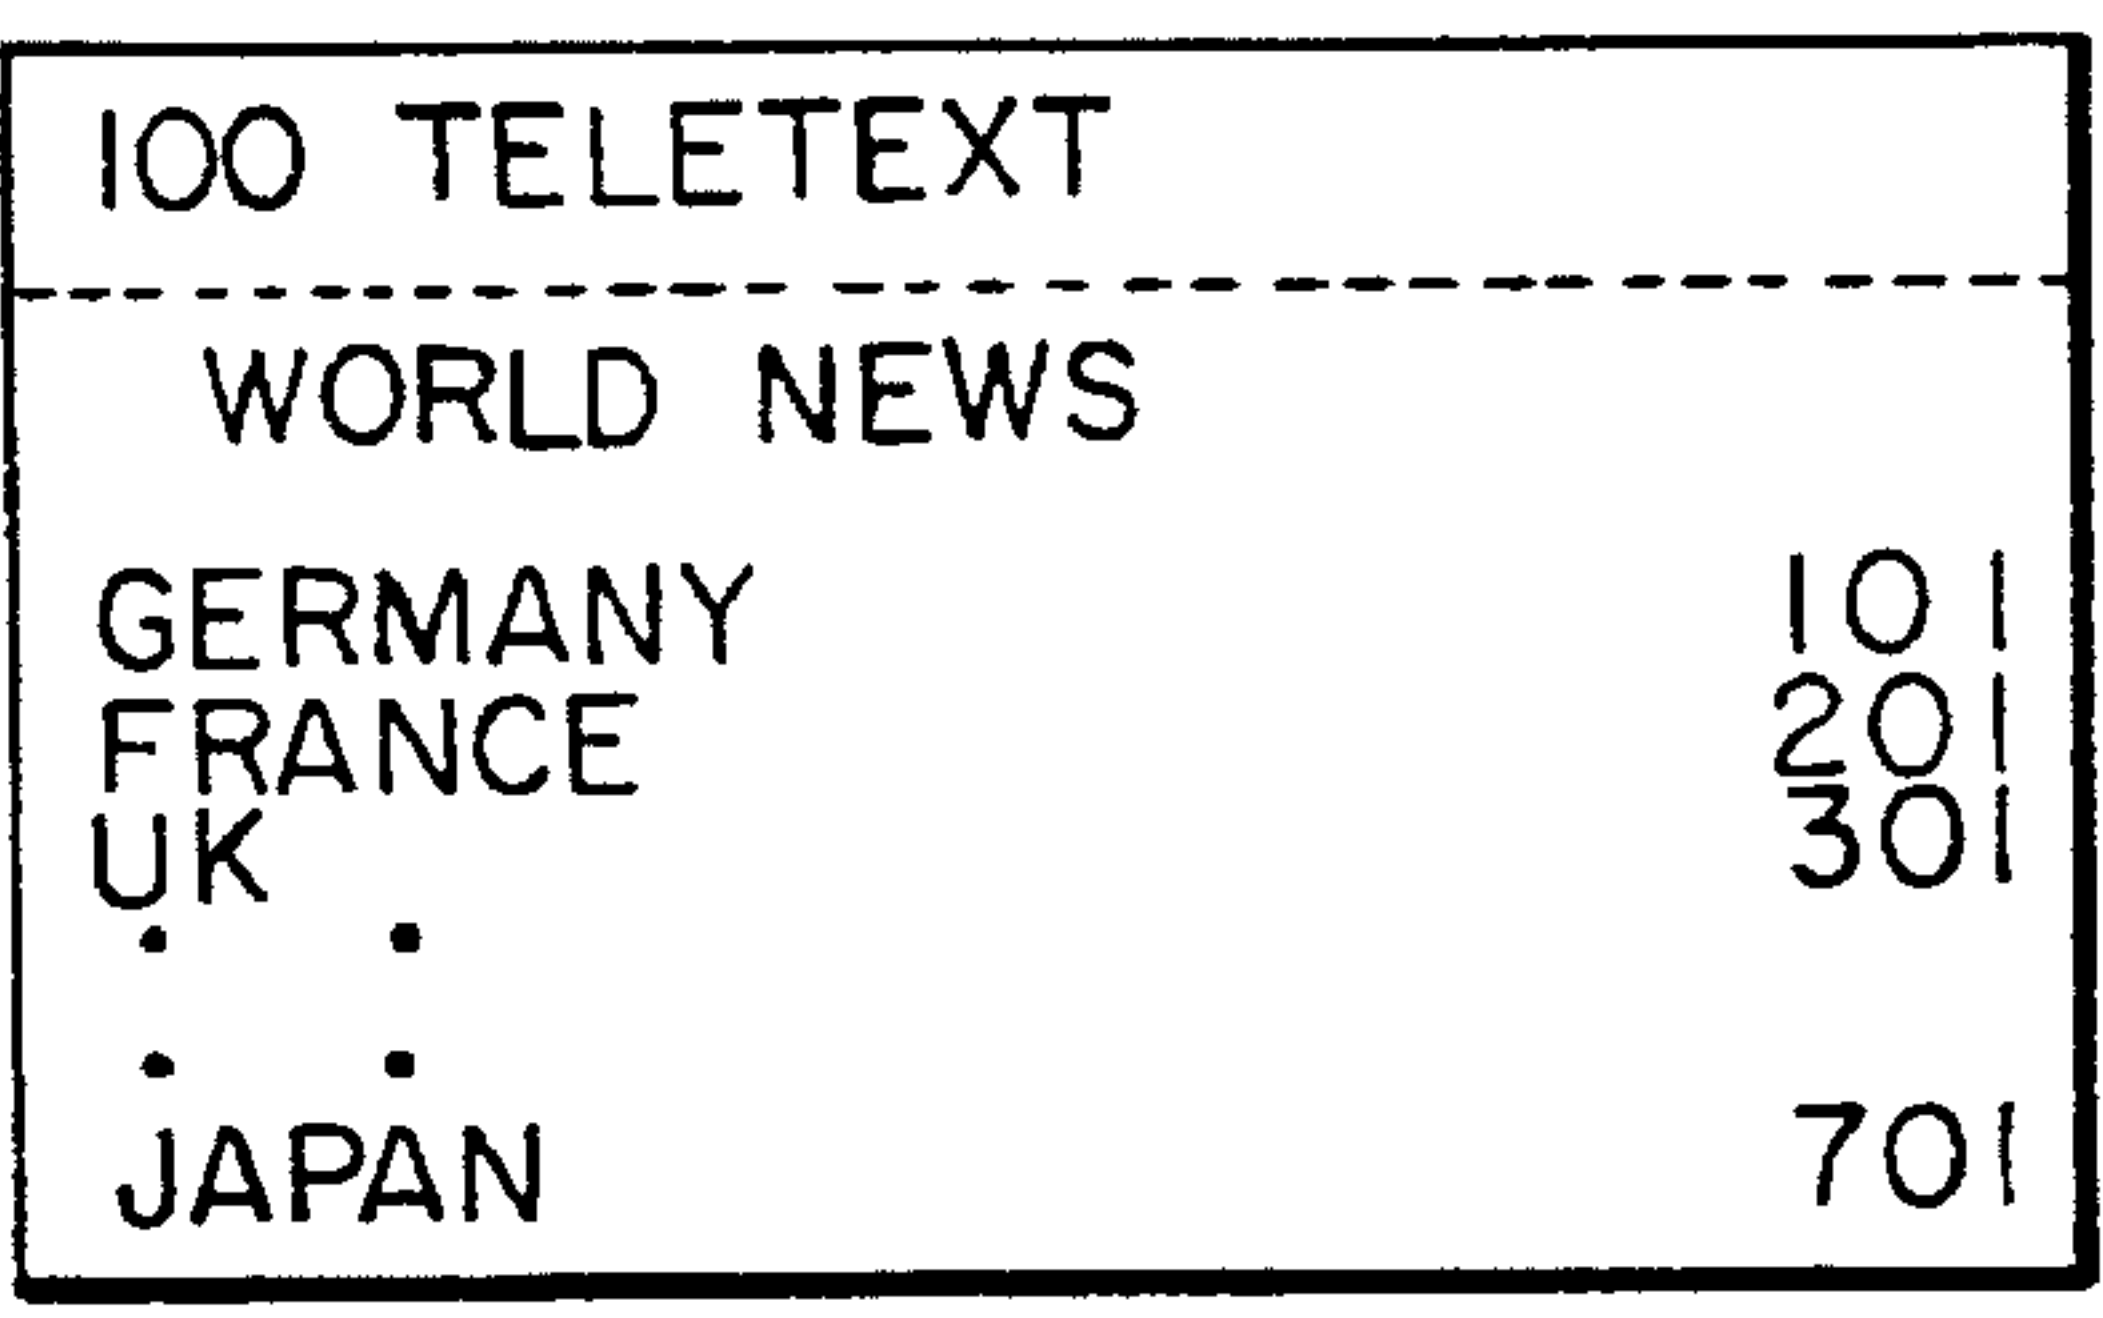 100 TELETEXT
WORLD NEWS
GERMANY 101
FRANCE 201
UK 301
. .
. .
JAPAN 701